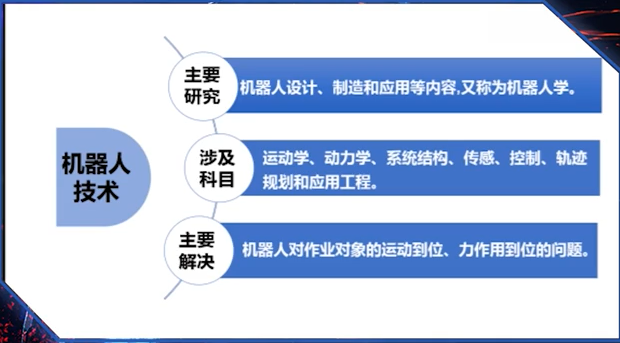 机器人
技术
主要
研究
机器人设计、制造和应用等内容,又称为机器人学。
涉及
科目
运动学、动力学、系统结构、传感、控制、轨迹
规划和应用工程。
主要
解决
机器人对作业对象的运动到位、力作用到位的问题。